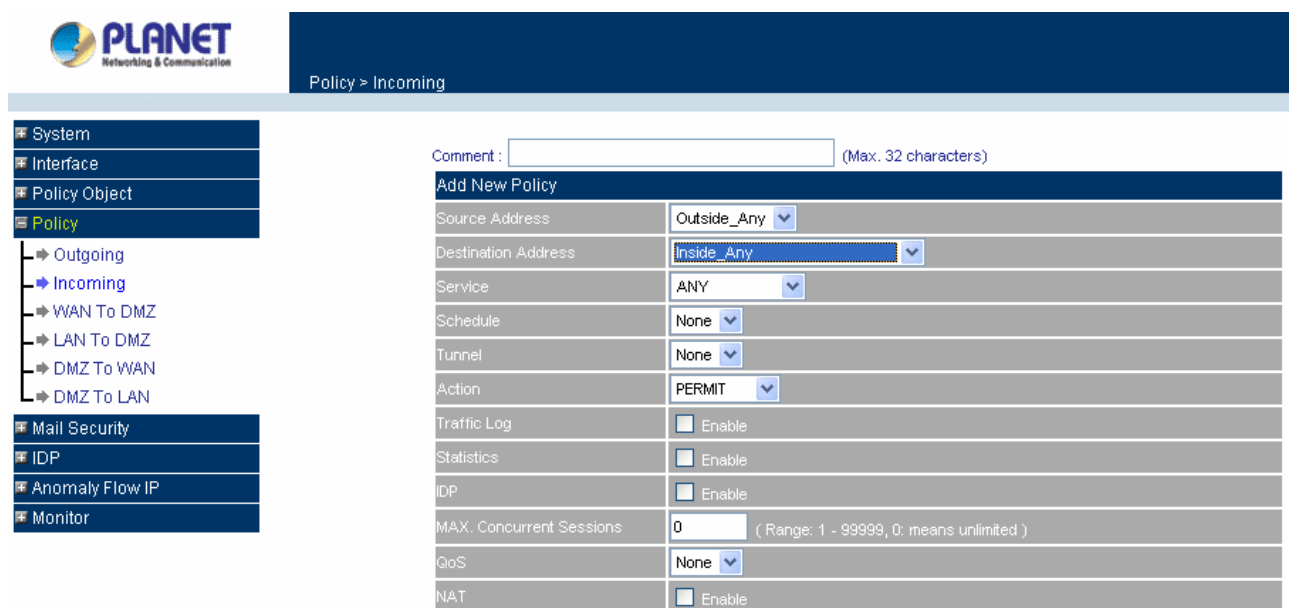 PLANET
Networking & Communication
Policy > Incoming
System
Interface
Policy Object
Policy
Outgoing
Incoming
WAN To DMZ
LAN To DMZ
DMZ To WAN
DMZ To LAN
Mail Security
IDP
Anomaly Flow IP
Monitor
Comment : (Max. 32 characters)
Add New Policy
Source Address Outside_Any
Destination Address Inside_Any
Service ANY
Schedule None
Tunnel None
Action PERMIT
Traffic Log Enable
Statistics Enable
IDP Enable
MAX. Concurrent Sessions 0 ( Range: 1 - 99999, 0: means unlimited )
QoS None
NAT Enable